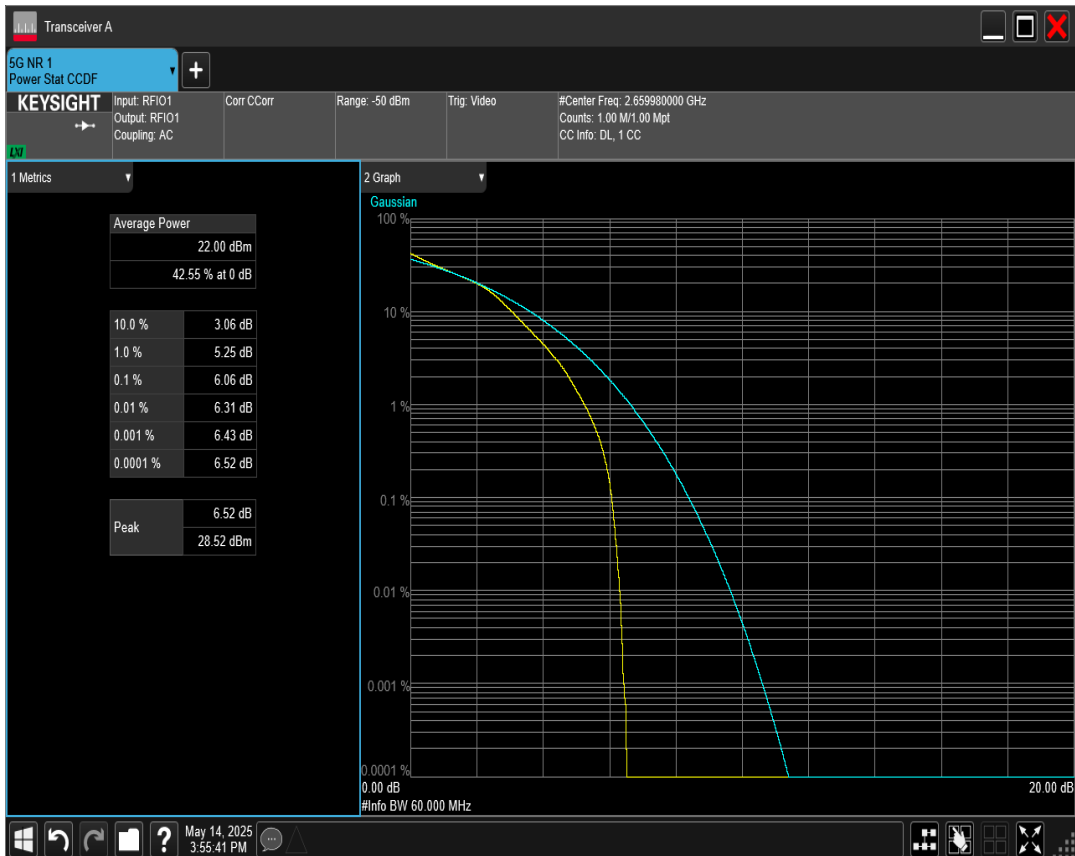 Transceiver A
5G NR 1
Power Stat CCDF
+
KEYSIGHT
LXI
Input: RFIO1
Output: RFIO1
Coupling: AC
Corr CCorr
Range: -50 dBm
Trig: Video
#Center Freq: 2.659980000 GHz
Counts: 1.00 M/1.00 Mpt
CC Info: DL, 1 CC
1 Metrics
Average Power
22.00 dBm
42.55 % at 0 dB
10.0 % 3.06 dB
1.0 % 5.25 dB
0.1 % 6.06 dB
0.01 % 6.31 dB
0.001 % 6.43 dB
0.0001 % 6.52 dB
Peak
6.52 dB
28.52 dBm
2 Graph
Gaussian
100 %
10 %
1 %
0.1 %
0.01 %
0.001 %
0.0001 %
0.00 dB 20.00 dB
#Info BW 60.000 MHz
?
May 14, 2025
3:55:41 PM